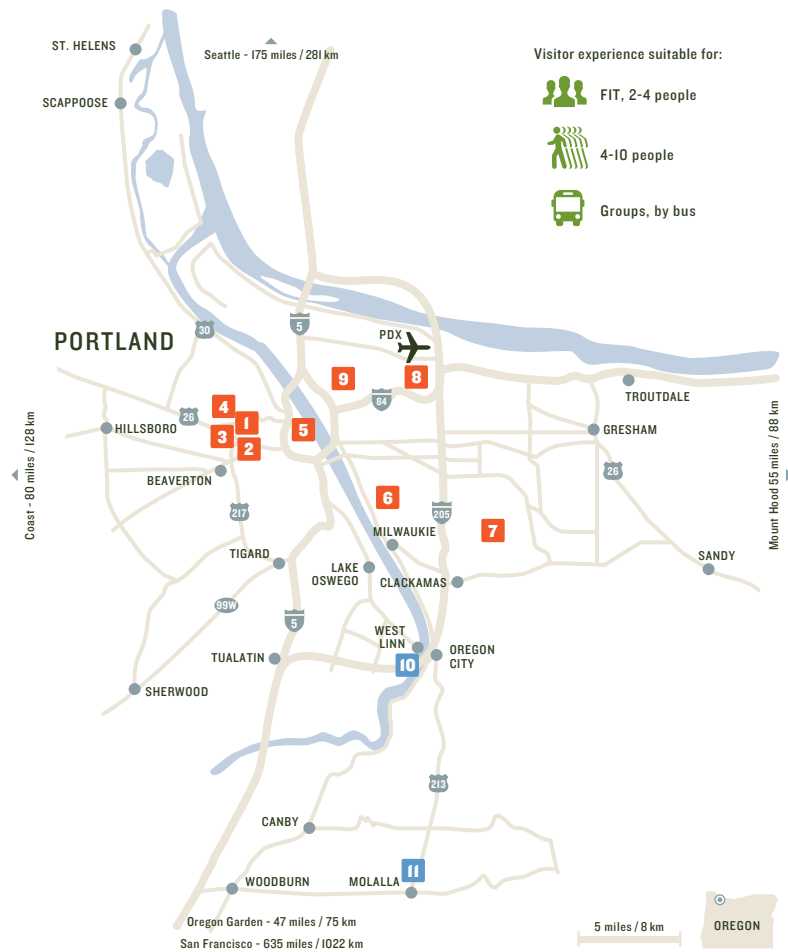 ST. HELENS
Seattle - 175 miles / 281 km
Visitor experience suitable for:
SCAPPOOSE
FIT, 2-4 people
4-10 people
Groups, by bus
5
30
PORTLAND
PDX
9
8
84
TROUTDALE
4
26
1
HILLSBORO
3
2
5
GRESHAM
26
BEAVERTON
Coast - 80 miles / 128 km
Mount Hood 55 miles / 88 km
6
217
205
7
MILWAUKIE
TIGARD
LAKE
OSWEGO
CLACKAMAS
SANDY
99W
5
WEST
LINN
OREGON
CITY
TUALATIN
10
SHERWOOD
213
CANBY
11
WOODBURN
MOLALLA
Oregon Garden - 47 miles / 75 km
San Francisco - 635 miles / 1022 km
5 miles / 8 km
OREGON